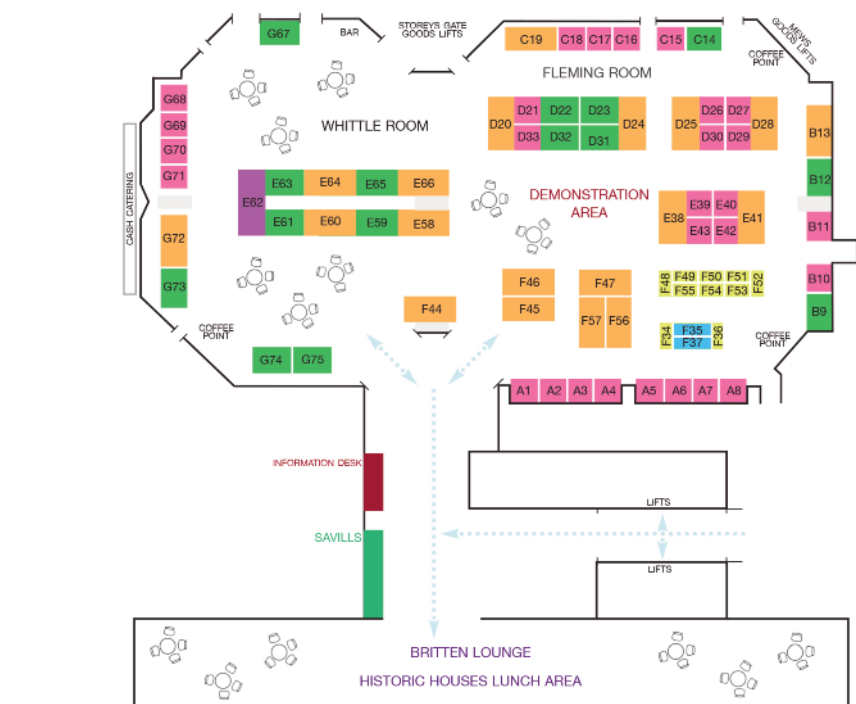 G67
BAR
STOREYS GATE
GOODS LIFTS
C19 C18 C17 C16 C15 C14
MEWS
GOODS LIFTS
COFFEE
POINT
FLEMING ROOM
WHITTLE ROOM
G68
G69
G70
G71
G72
G73
CASH CATERING
D20 D21 D22 D23 D24
D33 D32 D31
D25 D26 D27 D28
D30 D29
B13
B12
B11
B10
B9
E62 E63 E64 E65 E66
E61 E60 E59 E58
DEMONSTRATION
AREA
E38 E39 E40 E41
E43 E42
F46
F45
F47
F57 F56
F48 F49 F50 F51 F52
F55 F54 F53
F34 F35 F36
F37
F44
COFFEE
POINT
COFFEE
POINT
G74 G75
A1 A2 A3 A4 A5 A6 A7 A8
INFORMATION DESK
SAVILLS
LIFTS
LIFTS
BRITTEN LOUNGE
HISTORIC HOUSES LUNCH AREA